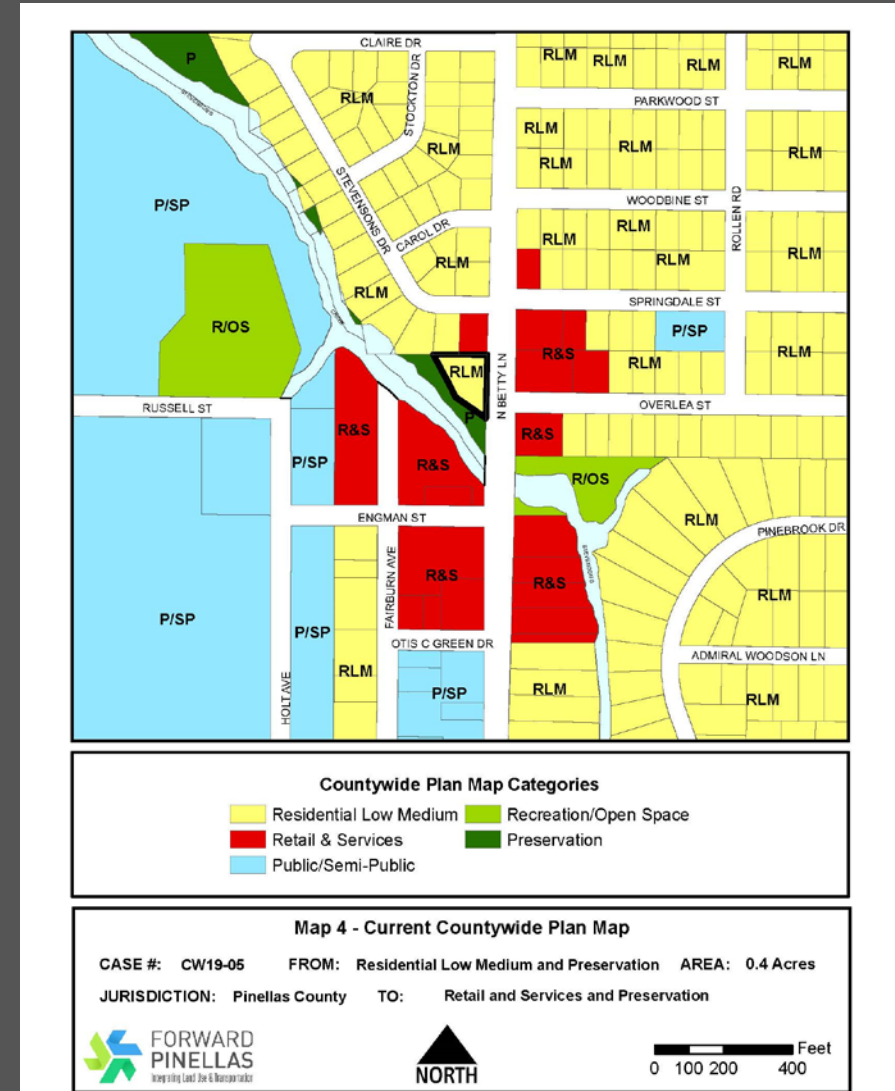 CLAIRE DR
P
RLM
RLM
RLM
RLM
STOCKTON DR
RLM
PARKWOOD ST
RLM
RLM
RLM
RLM
RLM
RLM
STEVENSONS DR
WOODBINE ST
P/SP
ROLLEN RD
CAROL DR
RLM
RLM
RLM
RLM
RLM
RLM
SPRINGDALE ST
R/OS
R&S
P/SP
RLM
RLM
RLM
N BETTY LN
RUSSELL ST
OVERLEA ST
P
R&S
R&S
P/SP
R&S
R/OS
ENGMAN ST
RLM
PINEBROOK DR
FAIRBURN AVE
R&S
R&S
RLM
P/SP
P/SP
OTIS C GREEN DR
ADMIRAL WOODSON LN
RLM
P/SP
RLM
RLM
HOLT AVE
Countywide Plan Map Categories
Residential Low Medium Recreation/Open Space
Retail & Services Preservation
Public/Semi-Public
Map 4 - Current Countywide Plan Map
CASE #: CW19-05 FROM: Residential Low Medium and Preservation AREA: 0.4 Acres
JURISDICTION: Pinellas County TO: Retail and Services and Preservation
FORWARD
PINELLAS
Integrating Land Use & Transportation
NORTH
Feet
0 100 200 400